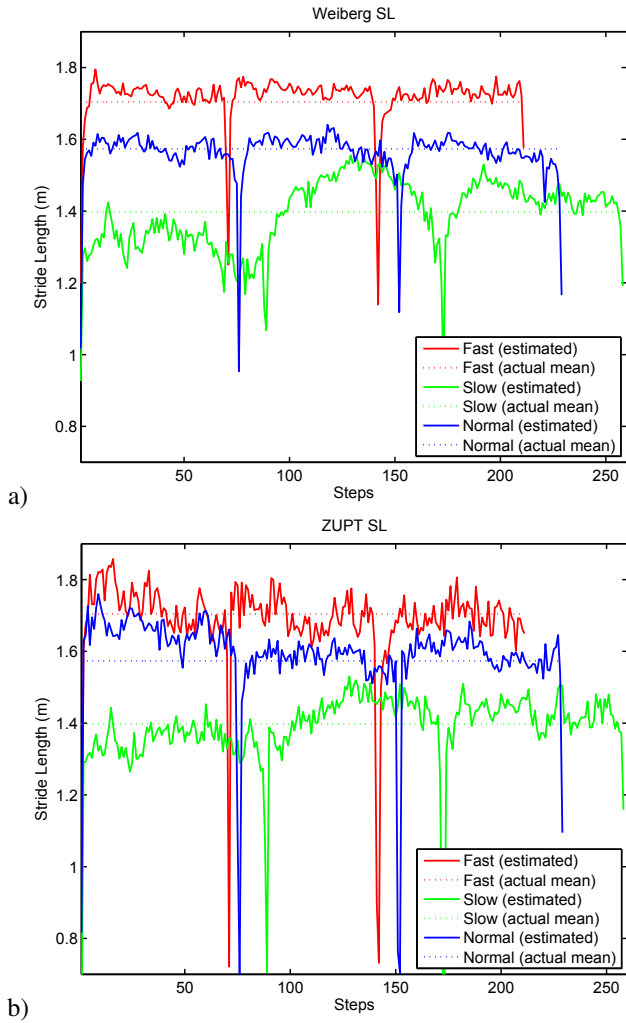 Weiberg SL
1.8
1.6
1.4
1.2
1
0.8
Stride Length (m)
50
100
150
200
250
Steps
Fast (estimated)
Fast (actual mean)
Slow (estimated)
Slow (actual mean)
Normal (estimated)
Normal (actual mean)
a)
ZUPT SL
1.8
1.6
1.4
1.2
1
0.8
Stride Length (m)
50
100
150
200
250
Steps
Fast (estimated)
Fast (actual mean)
Slow (estimated)
Slow (actual mean)
Normal (estimated)
Normal (actual mean)
b)